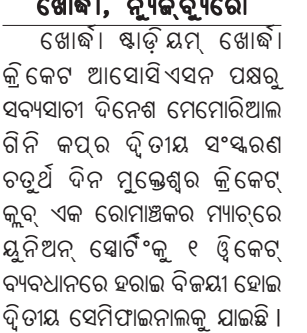 ଖୋର୍ଦ୍ଧା, ନ୍ୟୁଜ୍‌ବ୍ୟୁରୋ
ଖୋର୍ଦ୍ଧା ଷ୍ଟାଡ଼ିୟମ୍ ଖୋର୍ଦ୍ଧା
କ୍ରିକେଟ ଆସୋସିଏସନ ପକ୍ଷରୁ
ସବ୍ୟସାଚୀ ଦିନେଶ ମେମୋରିଆଲ
ଗିନି କପ୍‌ର ଦ୍ୱିତୀୟ ସଂସ୍କରଣ
ଚତୁର୍ଥ ଦିନ ମୁକ୍ତେଶ୍ୱର କ୍ରିକେଟ୍
କ୍ଲବ୍ ଏକ ରୋମାଞ୍ଚକର ମ୍ୟାଚ୍‌ରେ
ୟୁନିଅନ୍ ସ୍ପୋର୍ଟିଂକୁ ୧ ୱିକେଟ୍
ବ୍ୟବଧାନରେ ହରାଇ ବିଜୟୀ ହୋଇ
ଦ୍ୱିତୀୟ ସେମିଫାଇନାଲକୁ ଯାଇଛି ।